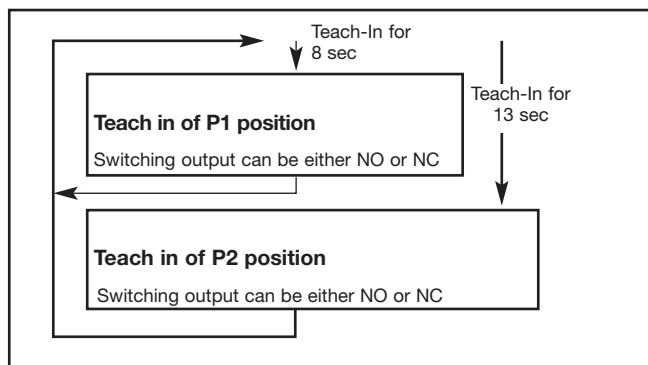 Teach-In for
8 sec
Teach-In for
13 sec
Teach in of P1 position
Switching output can be either NO or NC
Teach in of P2 position
Switching output can be either NO or NC